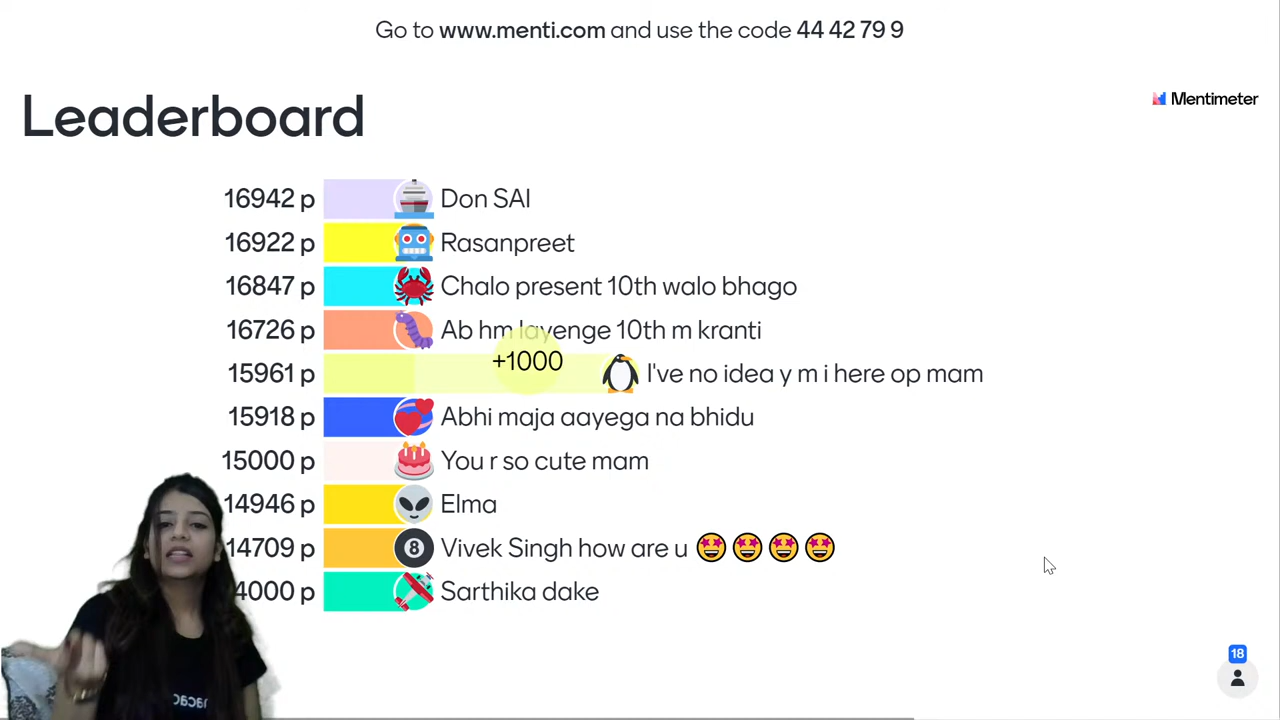 Go to www.menti.com and use the code 44 42 79 9
Leaderboard
Mentimeter
16942 p Don SAI
16922 p Rasanpreet
16847 p Chalo present 10th walo bhago
16726 p Ab hm layenge 10th m kranti
+1000
15961 p I've no idea y m i here op mam
15918 p Abhi maja aayega na bhidu
15000 p You r so cute mam
14946 p Elma
14709 p 8 Vivek Singh how are u 🤩 🤩 🤩 🤩
4000 p Sarthika dake
18